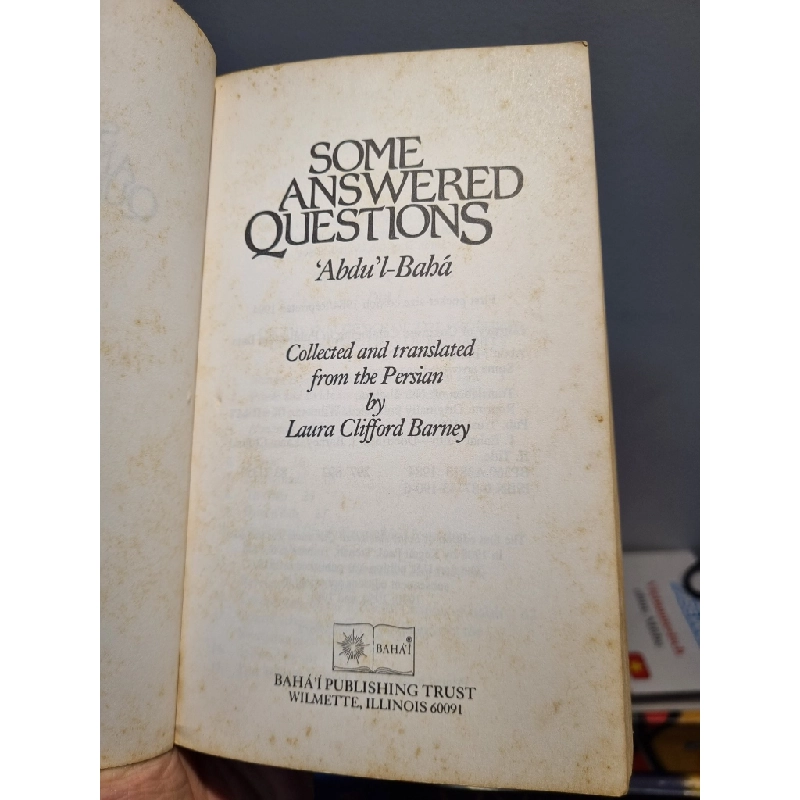 SOME
ANSWERED
QUESTIONS
‘Abdu’l-Bahá
Collected and translated
from the Persian
by
Laura Clifford Barney
BAHÁ’Í
BAHÁ’Í PUBLISHING TRUST
WILMETTE, ILLINOIS 60091